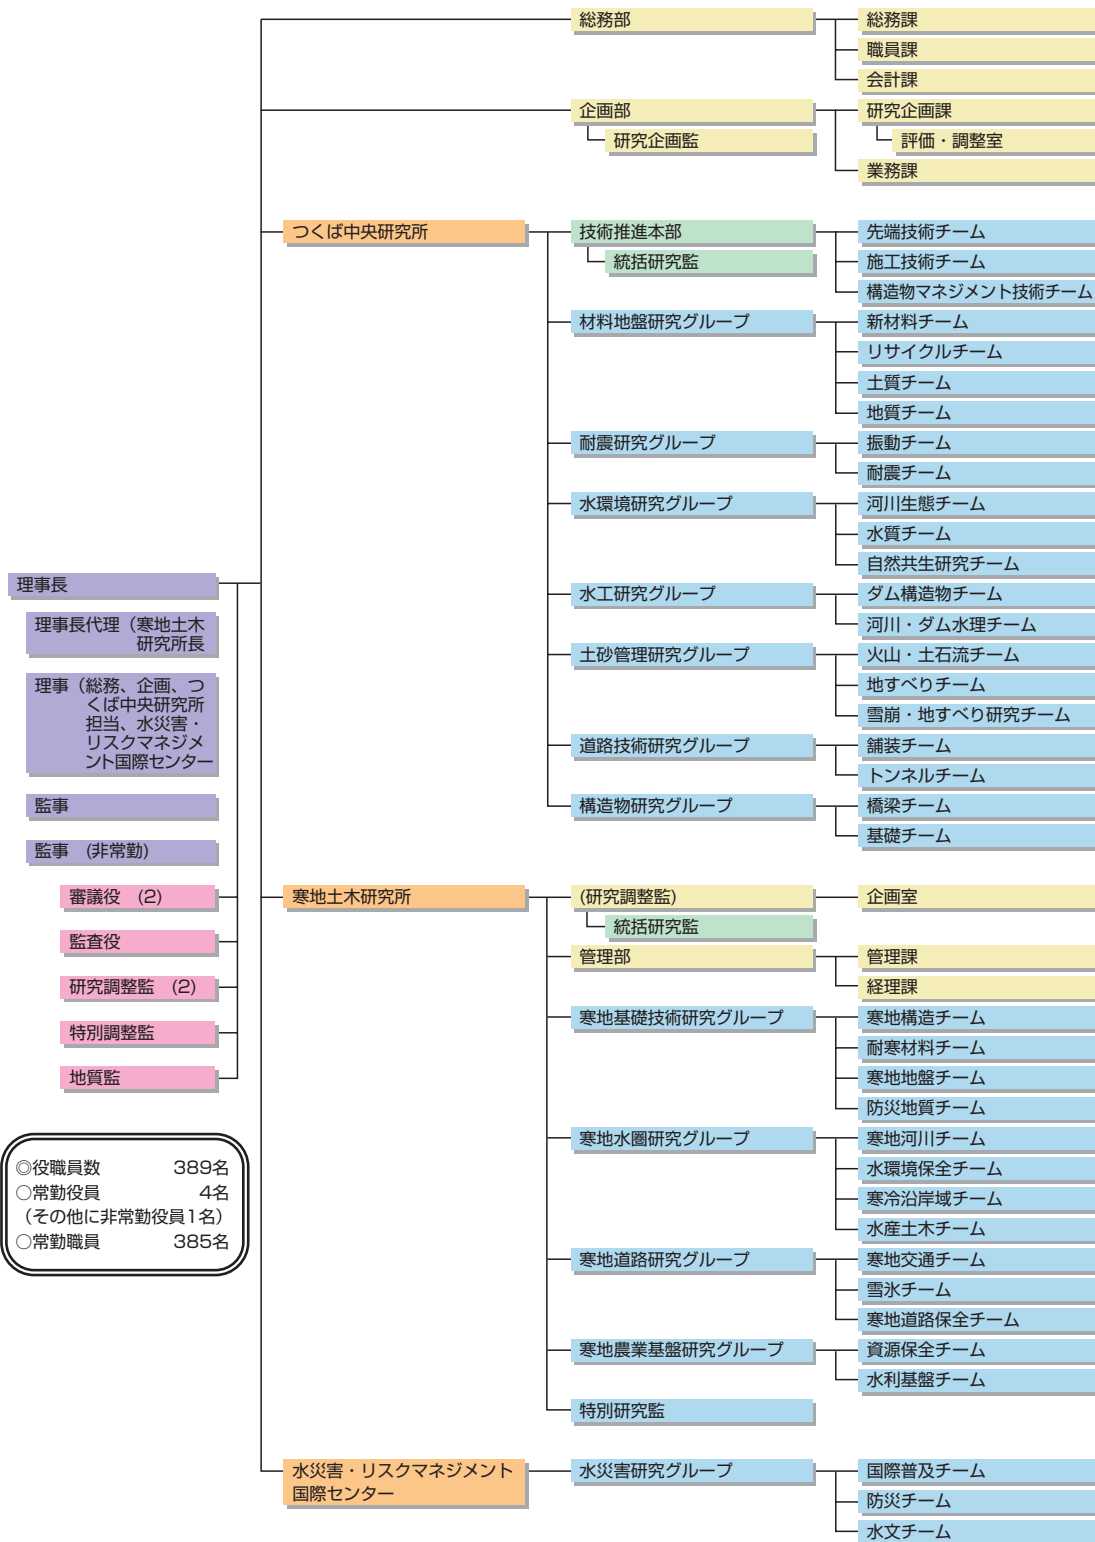 総務部
総務課
職員課
会計課
企画部
研究企画監
研究企画課
評価・調整室
業務課
つくば中央研究所
技術推進本部
統括研究監
先端技術チーム
施工技術チーム
構造物マネジメント技術チーム
材料地盤研究グループ
新材料チーム
リサイクルチーム
土質チーム
地質チーム
耐震研究グループ
振動チーム
耐震チーム
水環境研究グループ
河川生態チーム
水質チーム
自然共生研究チーム
水工研究グループ
ダム構造物チーム
河川・ダム水理チーム
土砂管理研究グループ
火山・土石流チーム
地すべりチーム
雪崩・地すべり研究チーム
道路技術研究グループ
舗装チーム
トンネルチーム
構造物研究グループ
橋梁チーム
基礎チーム
理事長
理事長代理（寒地土木
研究所長
理事（総務、企画、つ
くば中央研究所
担当、水災害・
リスクマネジメ
ント国際センター
監事
監事 (非常勤)
審議役 (2)
監査役
研究調整監 (2)
特別調整監
地質監
寒地土木研究所
(研究調整監)
統括研究監
企画室
管理部
管理課
経理課
寒地基礎技術研究グループ
寒地構造チーム
耐寒材料チーム
寒地地盤チーム
防災地質チーム
寒地水圏研究グループ
寒地河川チーム
水環境保全チーム
寒冷沿岸域チーム
水産土木チーム
寒地道路研究グループ
寒地交通チーム
雪氷チーム
寒地道路保全チーム
寒地農業基盤研究グループ
資源保全チーム
水利基盤チーム
特別研究監
水災害・リスクマネジメント
国際センター
水災害研究グループ
国際普及チーム
防災チーム
水文チーム
◎役職員数 389名
○常勤役員 4名
（その他に非常勤役員1名）
○常勤職員 385名